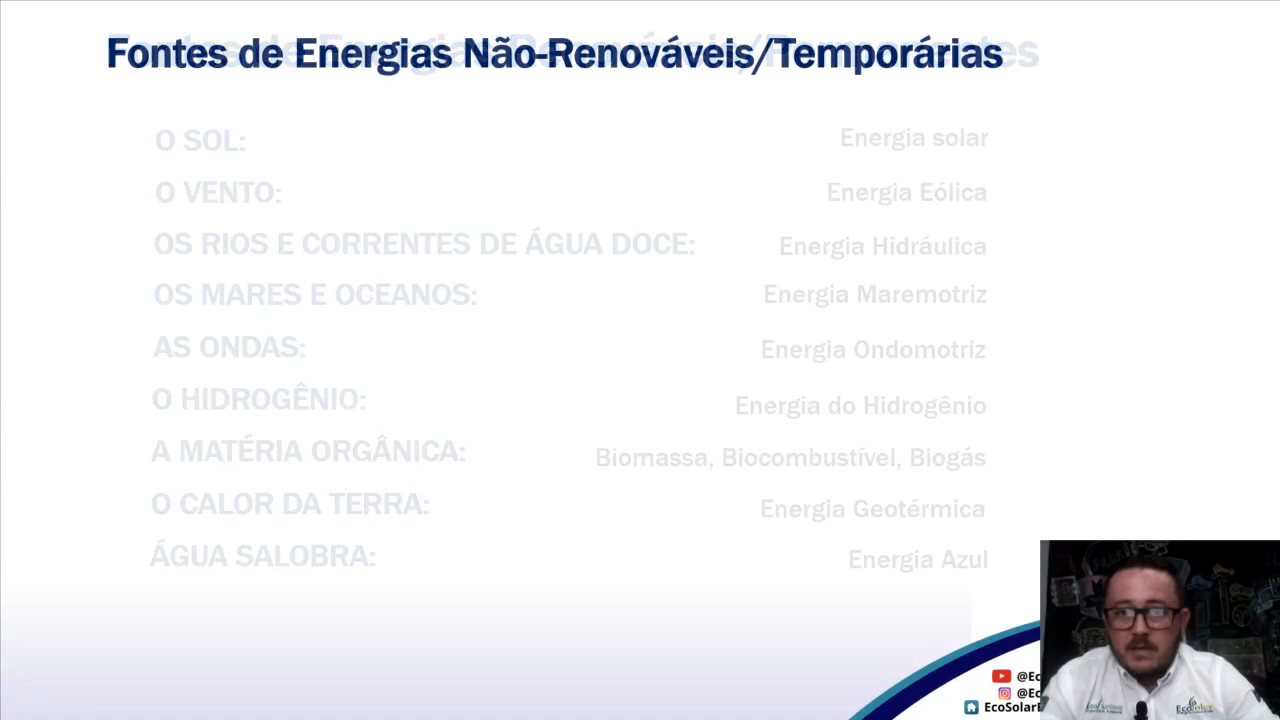 Fontes de Energias Não-Renováveis/Temporárias
O SOL: Energia solar
O VENTO: Energia Eólica
OS RIOS E CORRENTES DE ÁGUA DOCE: Energia Hidráulica
OS MARES E OCEANOS: Energia Maremotriz
AS ONDAS: Energia Ondomotriz
O HIDROGÊNIO: Energia do Hidrogênio
A MATÉRIA ORGÂNICA: Biomassa, Biocombustível, Biogás
O CALOR DA TERRA: Energia Geotérmica
ÁGUA SALOBRA: Energia Azul